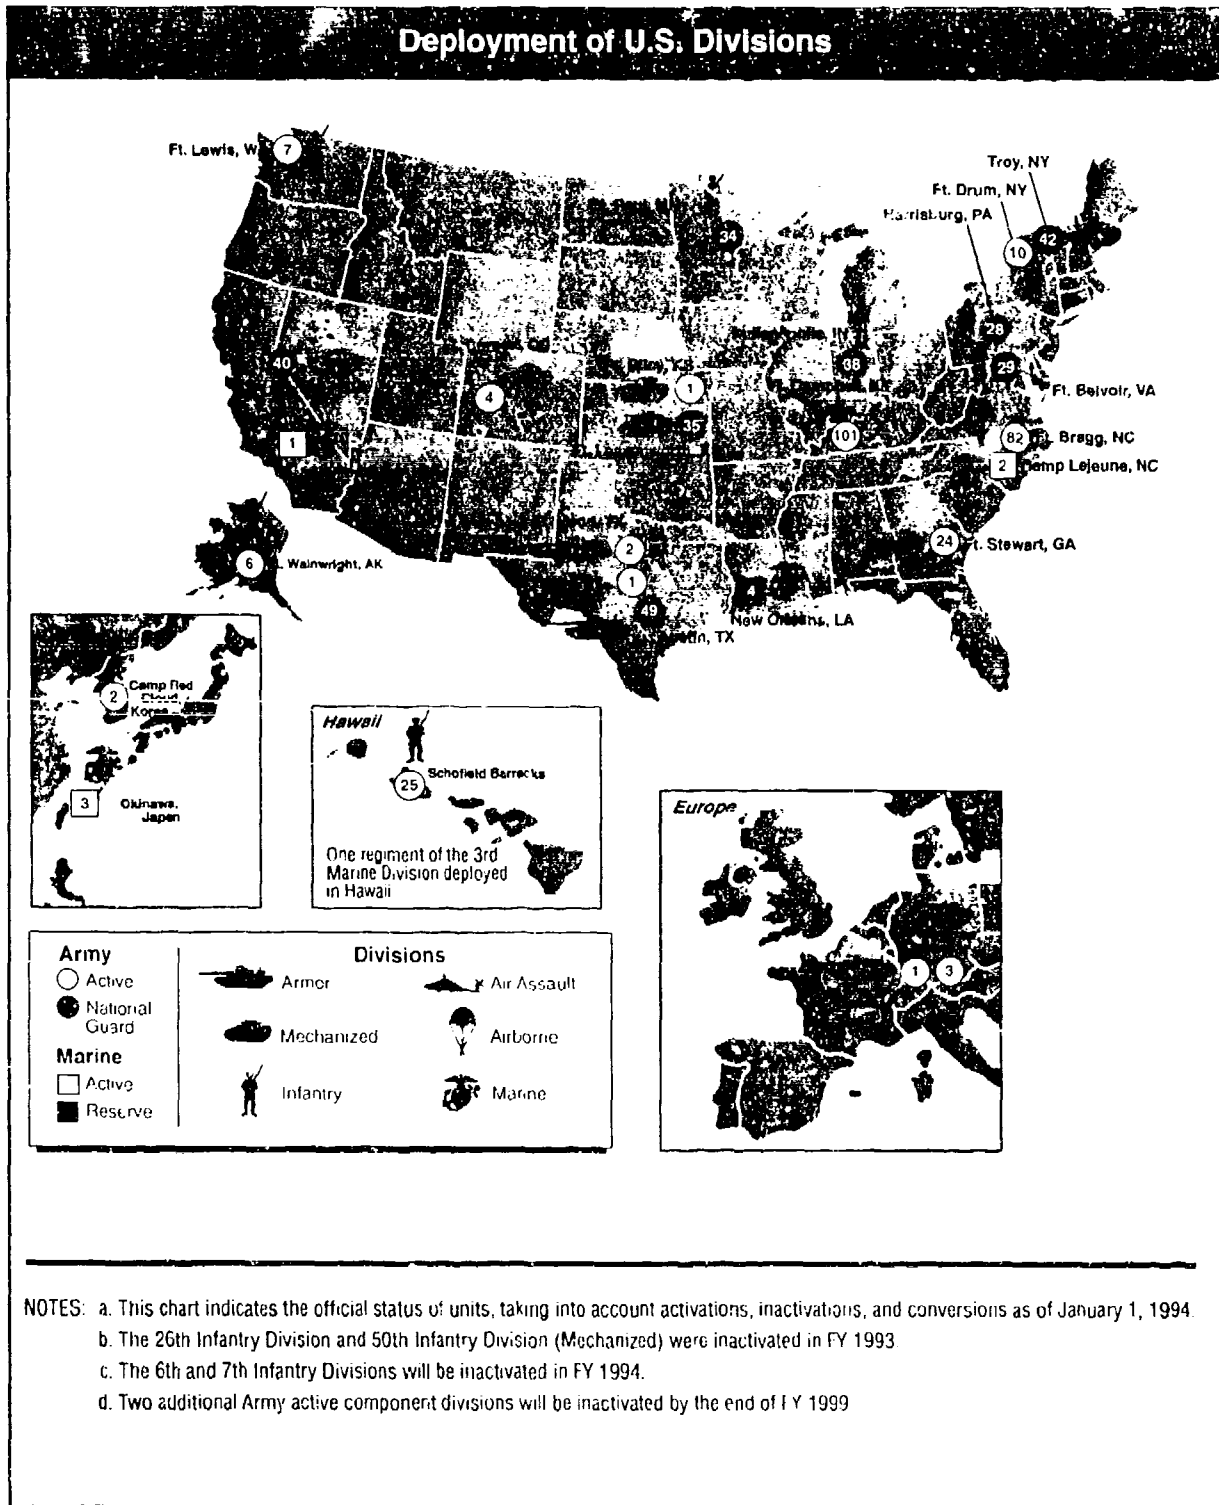 Deployment of U.S. Divisions
Ft. Lewis, W
7
Troy, NY
Ft. Drum, NY
Harrisburg, PA
34
10
42
28
40
38
29
1
4
35
Ft. Belvoir, VA
101
82
Bragg, NC
1
2
mp Lejeune, NC
2
24
t. Stewart, GA
6
Wainwright, AK
1
49
4
New Orleans, LA
tin, TX
2
Camp Red
Cloud,
Korea
3
Okinawa,
Japan
Hawaii
25
Schofield Barracks
One regiment of the 3rd
Marine Division deployed
in Hawaii
Europe
1
3
Army
Active
National
Guard
Marine
Active
Reserve
Divisions
Armor
Air Assault
Mechanized
Airborne
Infantry
Marine
NOTES: a. This chart indicates the official status of units, taking into account activations, inactivations, and conversions as of January 1, 1994.
b. The 26th Infantry Division and 50th Infantry Division (Mechanized) were inactivated in FY 1993
c. The 6th and 7th Infantry Divisions will be inactivated in FY 1994.
d. Two additional Army active component divisions will be inactivated by the end of FY 1999